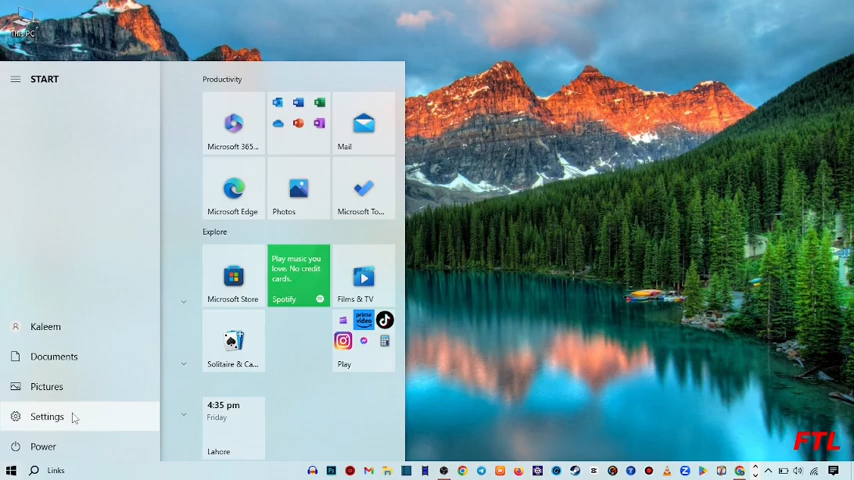 This PC
START
Productivity
Microsoft 365...
Mail
Microsoft Edge
Photos
Microsoft To...
Explore
Play music you
love. No credit
cards.
Microsoft Store
Spotify
Films & TV
prime
video
Solitaire & Ca...
Play
Kaleem
Documents
Pictures
Settings
Power
4:35 pm
Friday
Lahore
FTL
Links